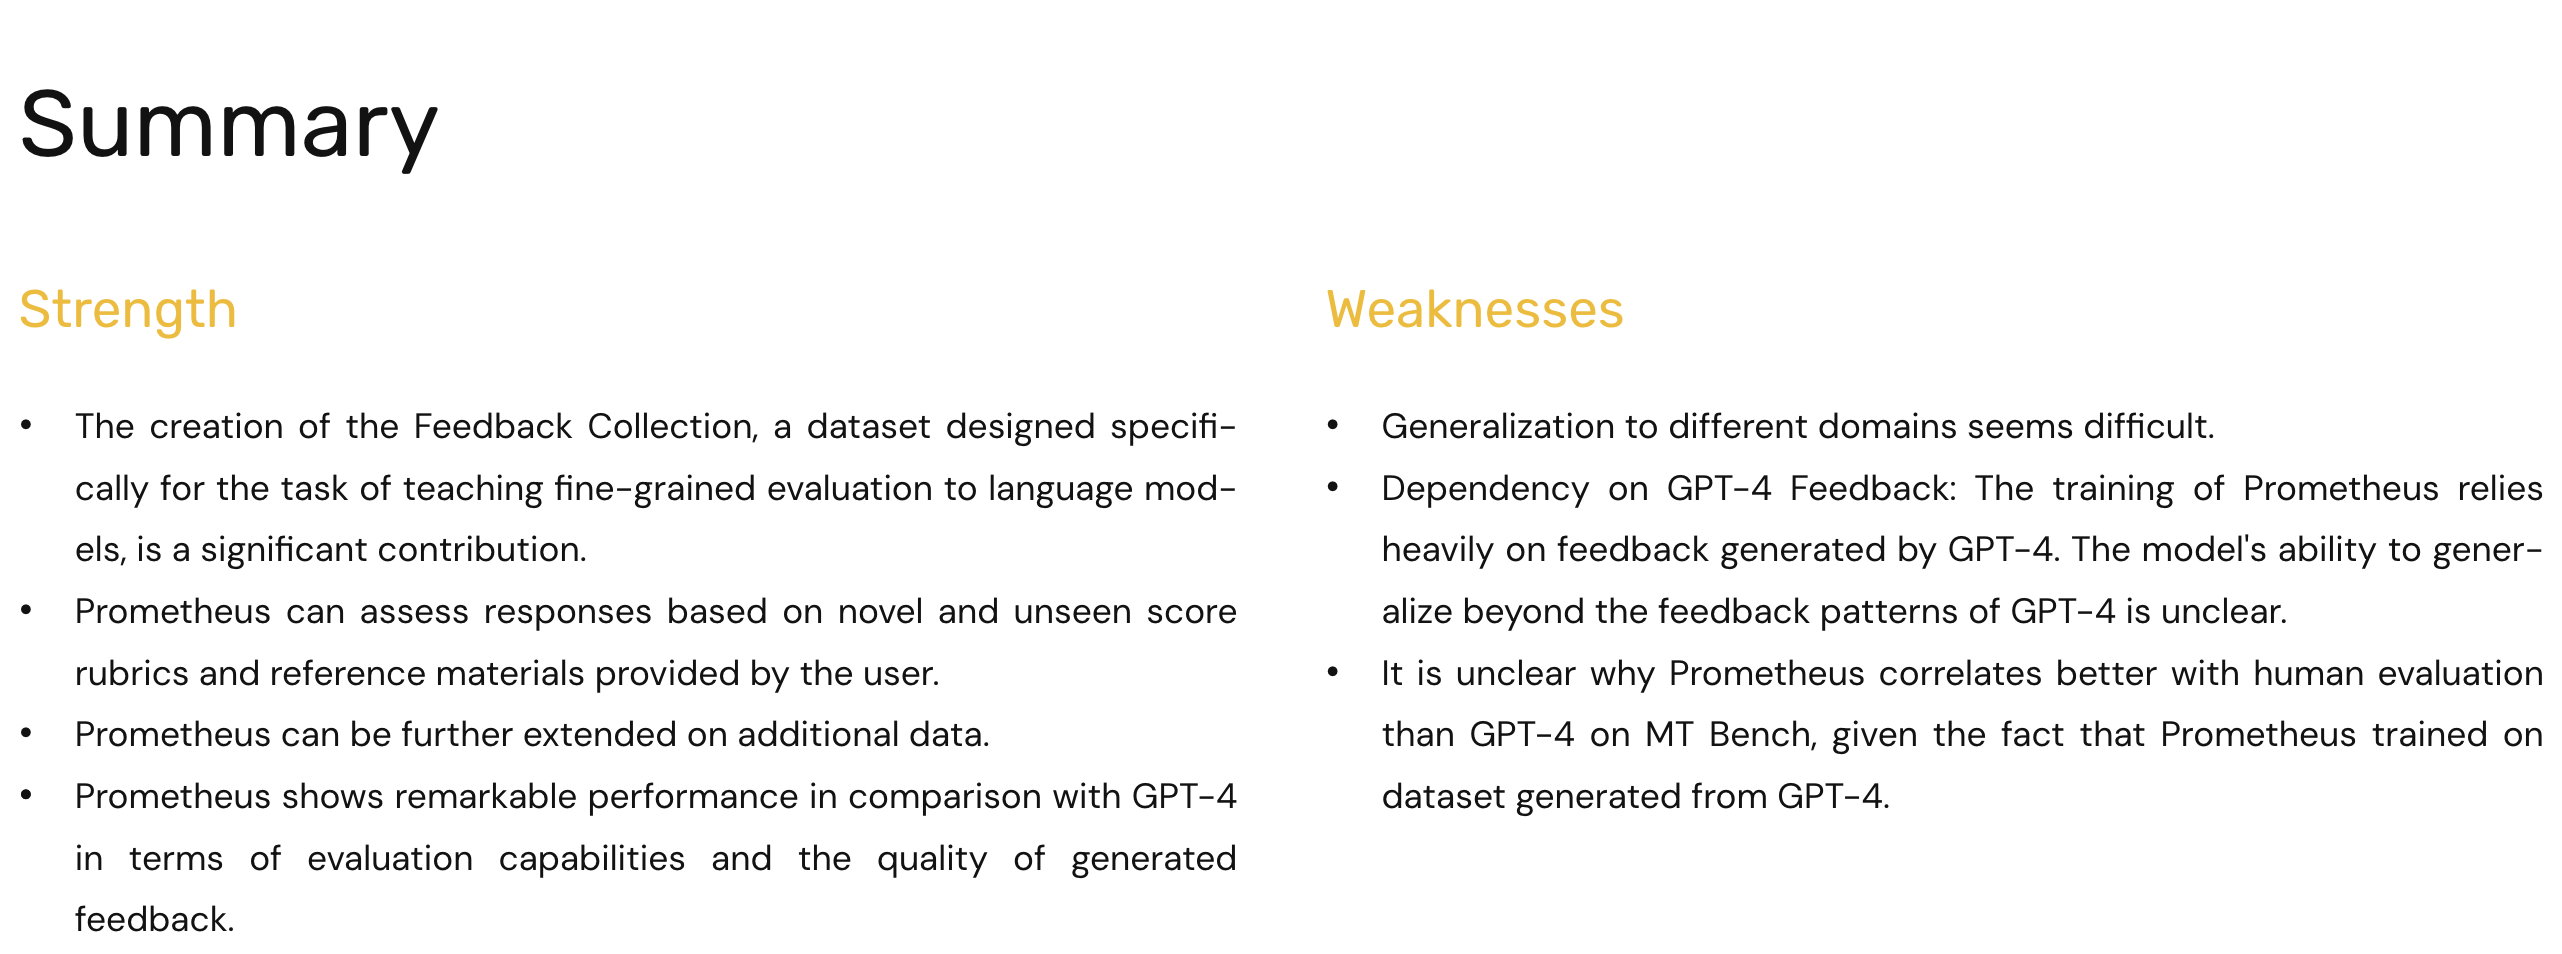 Summary
Strength
• The creation of the Feedback Collection, a dataset designed specifi-
cally for the task of teaching fine-grained evaluation to language mod-
els, is a significant contribution.
• Prometheus can assess responses based on novel and unseen score
rubrics and reference materials provided by the user.
• Prometheus can be further extended on additional data.
• Prometheus shows remarkable performance in comparison with GPT-4
in terms of evaluation capabilities and the quality of generated
feedback.
Weaknesses
• Generalization to different domains seems difficult.
• Dependency on GPT-4 Feedback: The training of Prometheus relies
heavily on feedback generated by GPT-4. The model's ability to gener-
alize beyond the feedback patterns of GPT-4 is unclear.
• It is unclear why Prometheus correlates better with human evaluation
than GPT-4 on MT Bench, given the fact that Prometheus trained on
dataset generated from GPT-4.